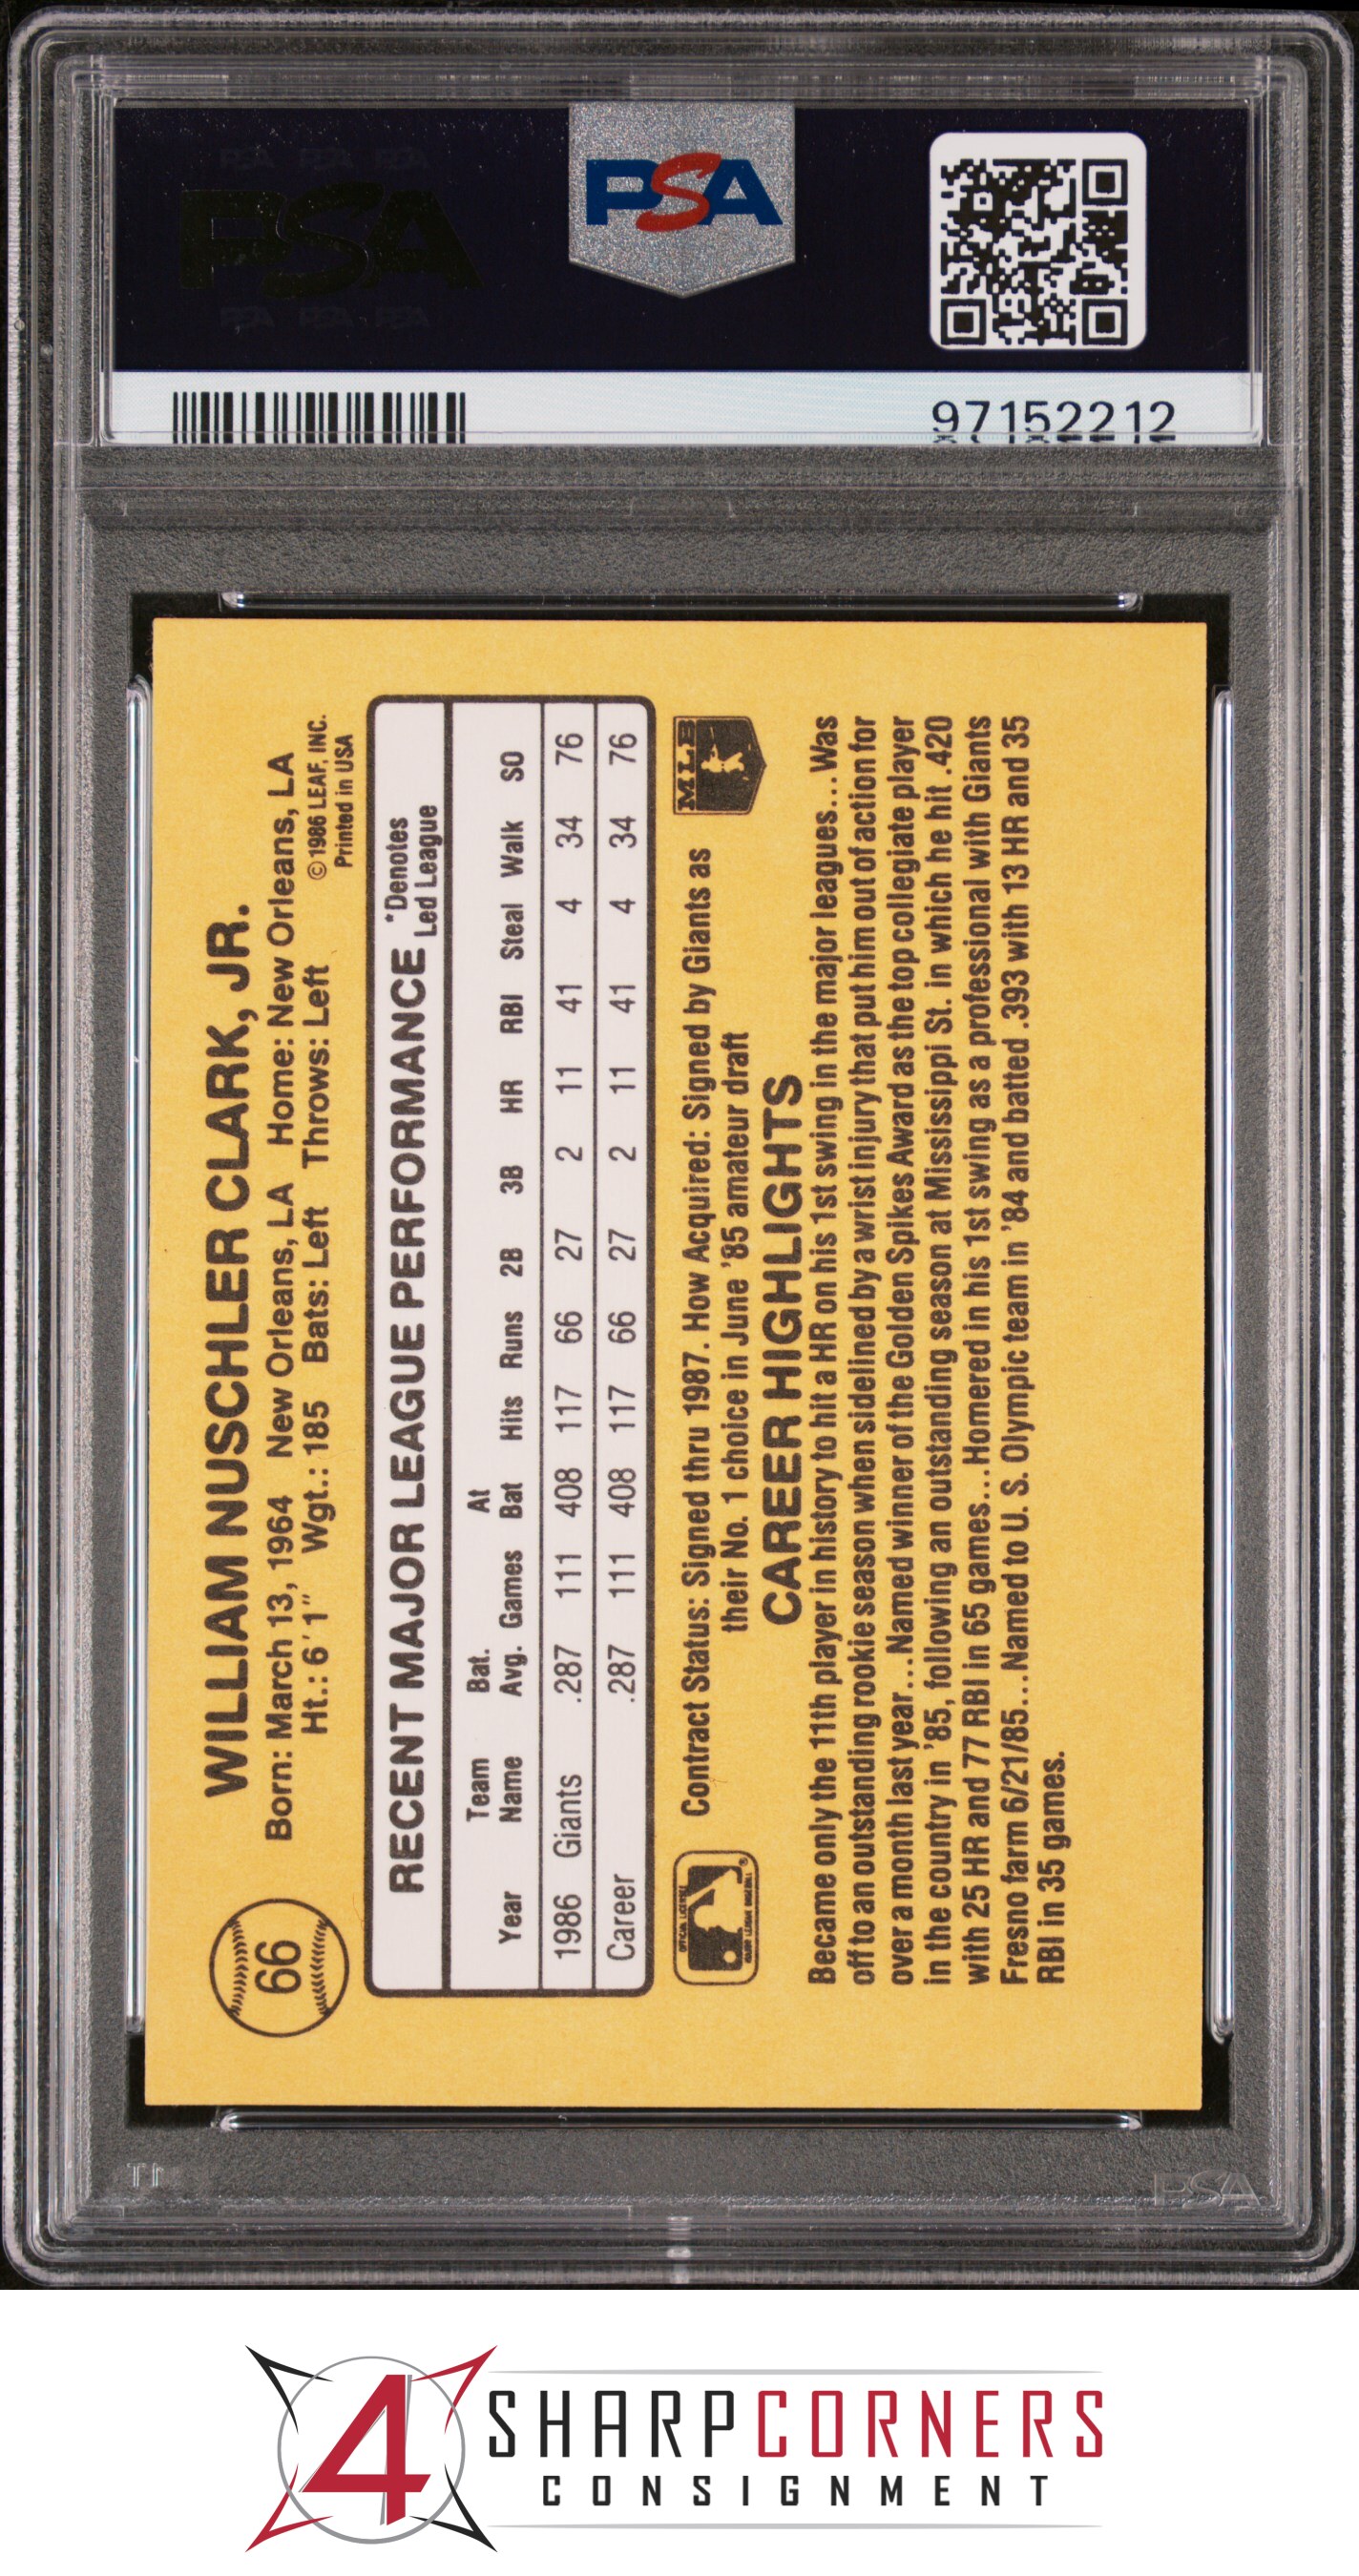 PSA PSA PSA
PSA
PSA PSA PSA
PSA
97152212
66
WILLIAM NUSCHLER CLARK, JR.
Born: March 13, 1964 New Orleans, LA Home: New Orleans, LA
Ht.: 6'1" Wgt.: 185 Bats: Left Throws: Left
© 1986 LEAF, INC.
Printed in USA
RECENT MAJOR LEAGUE PERFORMANCE
*Denotes
Led League
Year Team Name Bat. Avg. Games At Bat Hits Runs 2B 3B HR RBI Steal Walk SO
1986 Giants .287 111 408 117 66 27 2 11 41 4 34 76
Career .287 111 408 117 66 27 2 11 41 4 34 76
Contract Status: Signed thru 1987. How Acquired: Signed by Giants as
their No. 1 choice in June '85 amateur draft
MLB
CAREER HIGHLIGHTS
Became only the 11th player in history to hit a HR on his 1st swing in the major leagues...Was
off to an outstanding rookie season when sidelined by a wrist injury that put him out of action for
over a month last year...Named winner of the Golden Spikes Award as the top collegiate player
in the country in '85, following an outstanding season at Mississippi St. in which he hit .420
with 25 HR and 77 RBI in 65 games...Homered in his 1st swing as a professional with Giants
Fresno farm 6/21/85...Named to U. S. Olympic team in '84 and batted .393 with 13 HR and 35
RBI in 35 games.
PSA
4 SHARPCORNERS
CONSIGNMENT